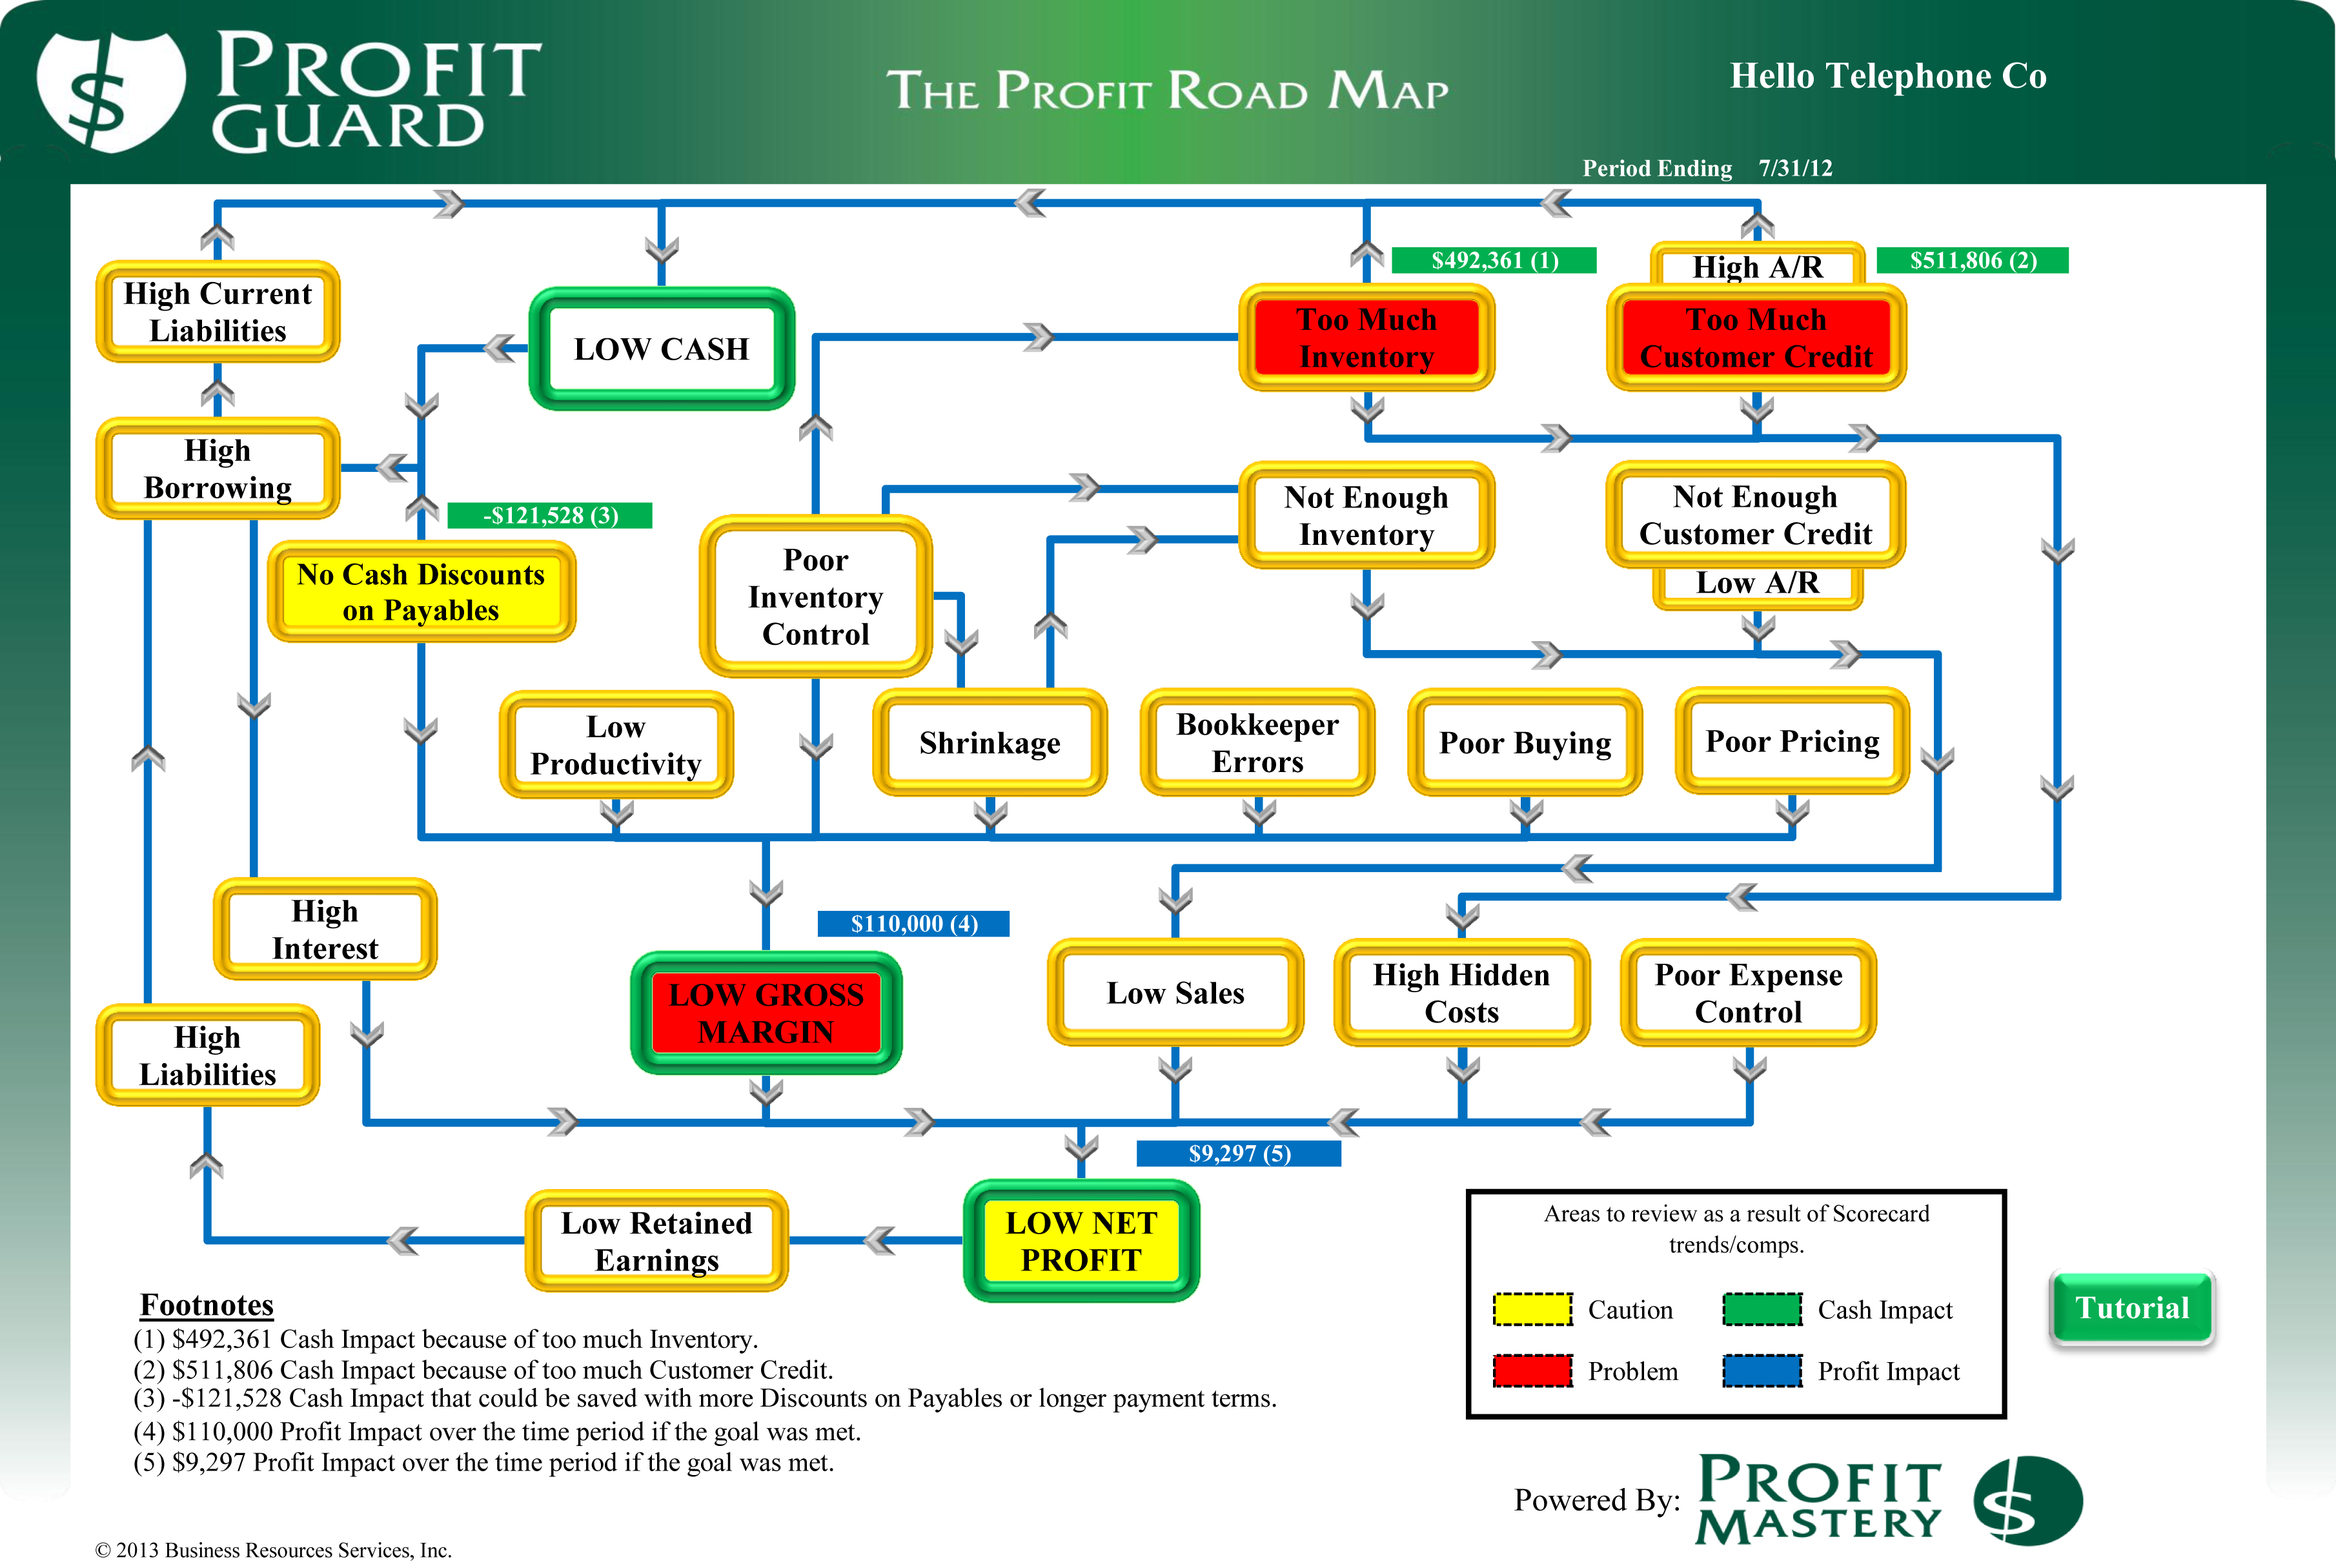 PROFIT
GUARD
THE PROFIT ROAD MAP
Hello Telephone Co
Period Ending 7/31/12
$492,361 (1)
High A/R
$511,806 (2)
High Current
Liabilities
LOW CASH
Too Much
Inventory
Too Much
Customer Credit
High
Borrowing
-$121,528 (3)
Not Enough
Inventory
Not Enough
Customer Credit
Low A/R
No Cash Discounts
on Payables
Poor
Inventory
Control
Low
Productivity
Shrinkage
Bookkeeper
Errors
Poor Buying
Poor Pricing
High
Interest
$110,000 (4)
LOW GROSS
MARGIN
Low Sales
High Hidden
Costs
Poor Expense
Control
High
Liabilities
$9,297 (5)
Low Retained
Earnings
LOW NET
PROFIT
Areas to review as a result of Scorecard
trends/comps.
Caution
Cash Impact
Problem
Profit Impact
Tutorial
Footnotes
(1) $492,361 Cash Impact because of too much Inventory.
(2) $511,806 Cash Impact because of too much Customer Credit.
(3) -$121,528 Cash Impact that could be saved with more Discounts on Payables or longer payment terms.
(4) $110,000 Profit Impact over the time period if the goal was met.
(5) $9,297 Profit Impact over the time period if the goal was met.
Powered By:
PROFIT
MASTERY
© 2013 Business Resources Services, Inc.